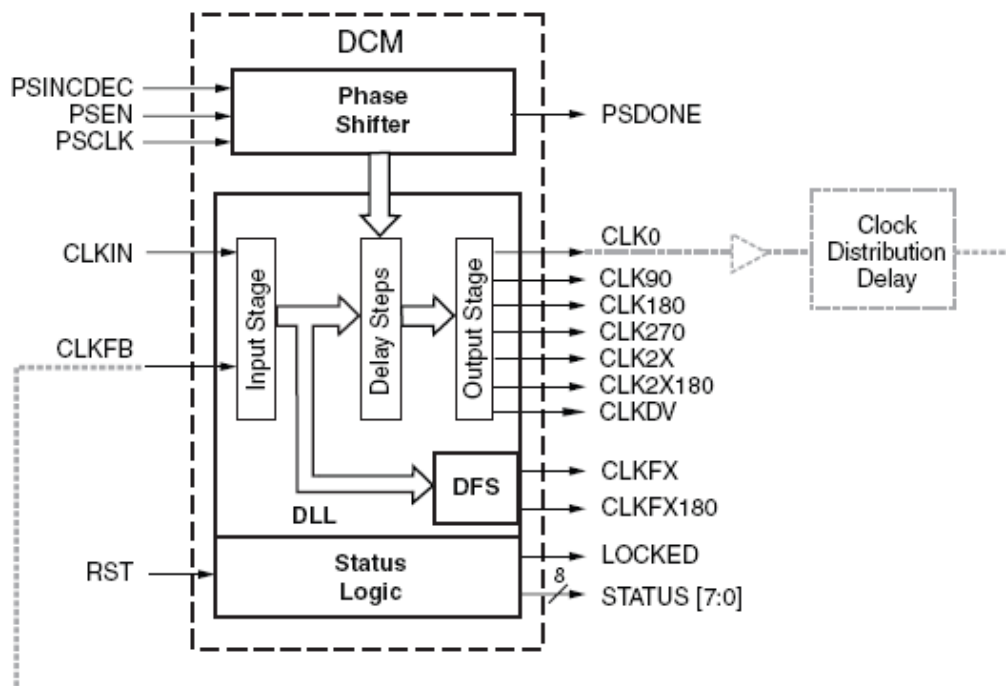 DCM
PSINCDEC
PSEN
PSCLK
Phase
Shifter
PSDONE
CLKIN
CLKFB
Input Stage
Delay Steps
Output Stage
CLK0
CLK90
CLK180
CLK270
CLK2X
CLK2X180
CLKDV
Clock
Distribution
Delay
DFS
CLKFX
CLKFX180
DLL
RST
Status
Logic
LOCKED
8
STATUS [7:0]